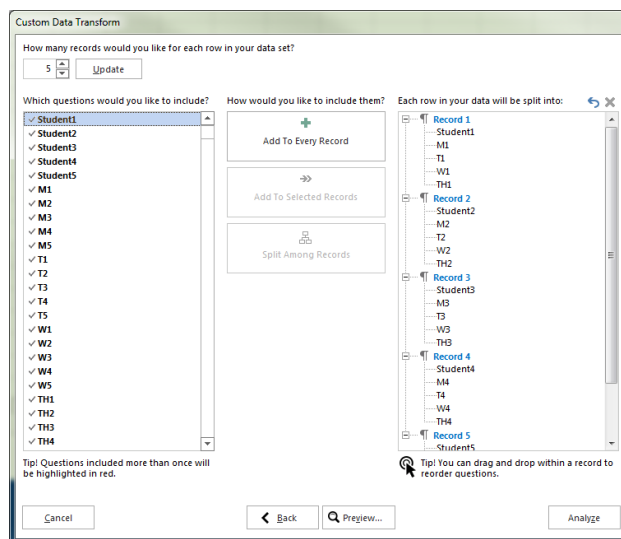 Custom Data Transform
How many records would you like for each row in your data set?
5
Update
Which questions would you like to include?
Student1
Student2
Student3
Student4
Student5
M1
M2
M3
M4
M5
T1
T2
T3
T4
T5
W1
W2
W3
W4
W5
TH1
TH2
TH3
TH4
Tip! Questions included more than once will
be highlighted in red.
How would you like to include them?
Add To Every Record
Add To Selected Records
Split Among Records
Each row in your data will be split into:
Record 1
Student1
M1
T1
W1
TH1
Record 2
Student2
M2
T2
W2
TH2
Record 3
Student3
M3
T3
W3
TH3
Record 4
Student4
M4
T4
W4
TH4
Record 5
Student5
Tip! You can drag and drop within a record to
reorder questions.
Cancel
Back
Preview...
Analyze